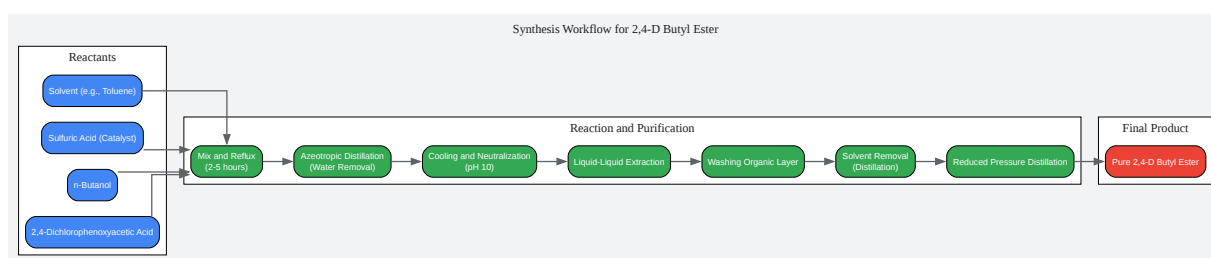 Synthesis Workflow for 2,4-D Butyl Ester
Reactants
Solvent (e.g., Toluene)
Sulfuric Acid (Catalyst)
n-Butanol
2,4-Dichlorophenoxyacetic Acid
Reaction and Purification
Mix and Reflux
(2-5 hours)
Azeotropic Distillation
(Water Removal)
Cooling and Neutralization
(pH 10)
Liquid-Liquid Extraction
Washing Organic Layer
Solvent Removal
(Distillation)
Reduced Pressure Distillation
Final Product
Pure 2,4-D Butyl Ester